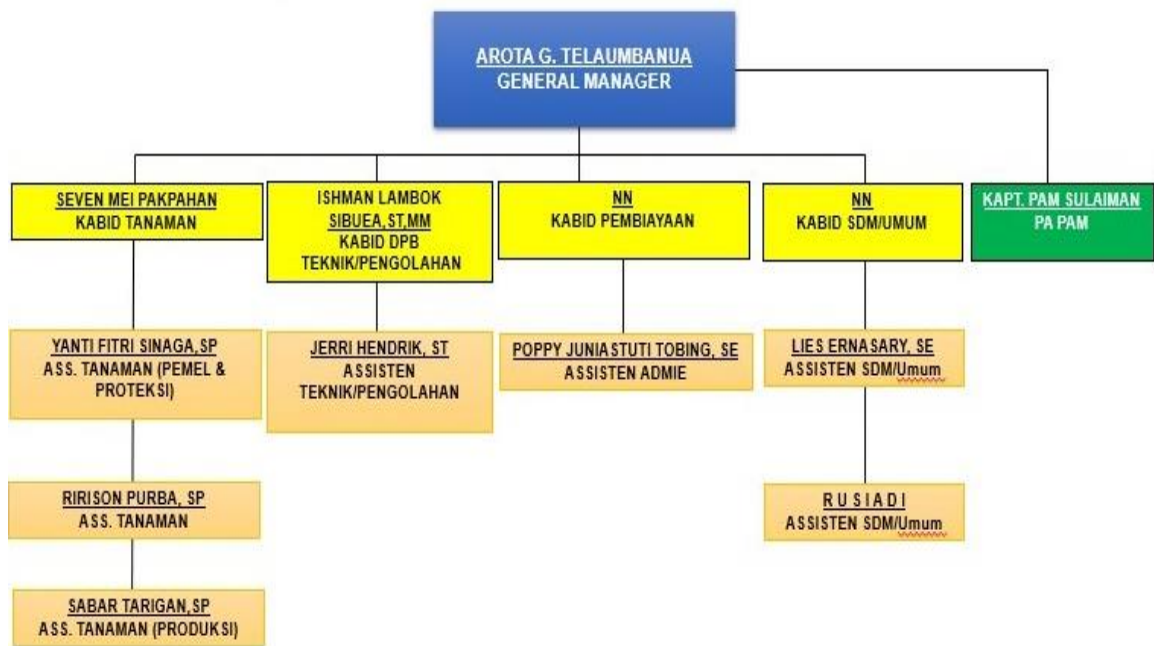 AROTA G. TELAUMBANUA
GENERAL MANAGER
SEVEN MEI PAKPAHAN
KABID TANAMAN
ISHMAN LAMBOK
SIBUEA,ST,MM
KABID DPB
TEKNIK/PENGOLAHAN
NN
KABID PEMBIAYAAN
NN
KABID SDM/UMUM
KAPT. PAM SULAIMAN
PA PAM
YANTI FITRI SINAGA,SP
ASS. TANAMAN (PEMEL &
PROTEKSI)
JERRI HENDRIK, ST
ASSISTEN
TEKNIK/PENGOLAHAN
POPPY JUNIASTUTI TOBING, SE
ASSISTEN ADMIE
LIES ERNASARY, SE
ASSISTEN SDM/Umum
RIRISON PURBA, SP
ASS. TANAMAN
R U S I A D I
ASSISTEN SDM/Umum
SABAR TARIGAN,SP
ASS. TANAMAN (PRODUKSI)